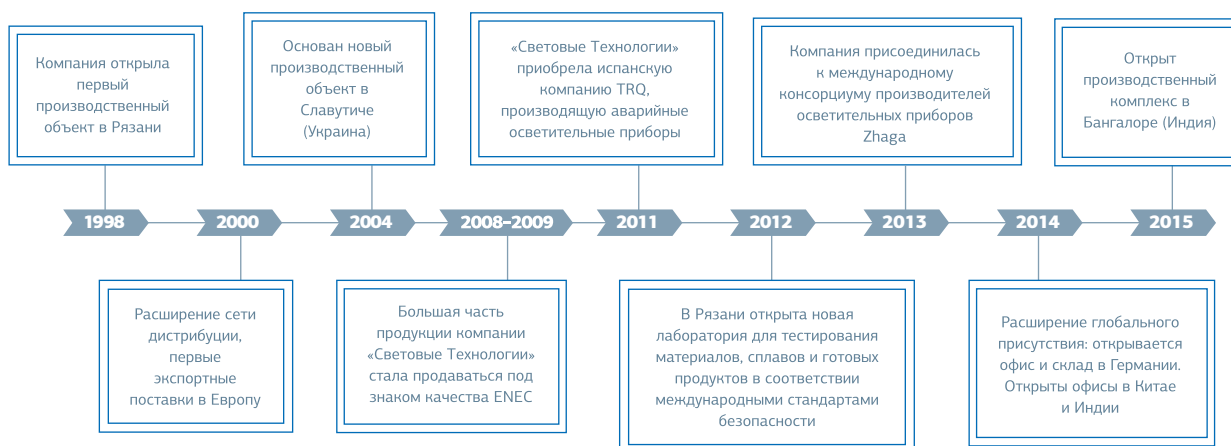 Компания открыла
первый
производственный
объект в Рязани
Основан новый
производственный
объект в
Славутиче
(Украина)
«Световые Технологии»
приобрела испанскую
компанию TRQ,
производящую аварийные
осветительные приборы
Компания присоединилась
к международному
консорциуму производителей
осветительных приборов
Zhaga
Открыт
производственный
комплекс в
Бангалоре (Индия)
1998
2000
2004
2008–2009
2011
2012
2013
2014
2015
Расширение сети
дистрибуции,
первые
экспортные
поставки в Европу
Большая часть
продукции компании
«Световые Технологии»
стала продаваться под
знаком качества ENEC
В Рязани открыта новая
лаборатория для тестирования
материалов, сплавов и готовых
продуктов в соответствии
международными стандартами
безопасности
Расширение глобального
присутствия: открывается
офис и склад в Германии.
Открыты офисы в Китае
и Индии